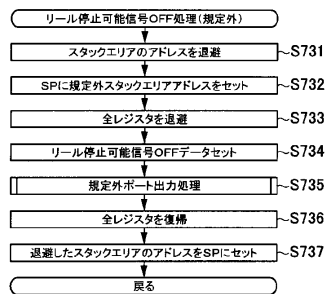 リール停止可能信号OFF処理(規定外)
スタックエリアのアドレスを退避 S731
SPに規定外スタックエリアアドレスをセット S732
全レジスタを退避 S733
リール停止可能信号OFFデータセット S734
規定外ポート出力処理 S735
全レジスタを復帰 S736
退避したスタックエリアのアドレスをSPにセット S737
戻る